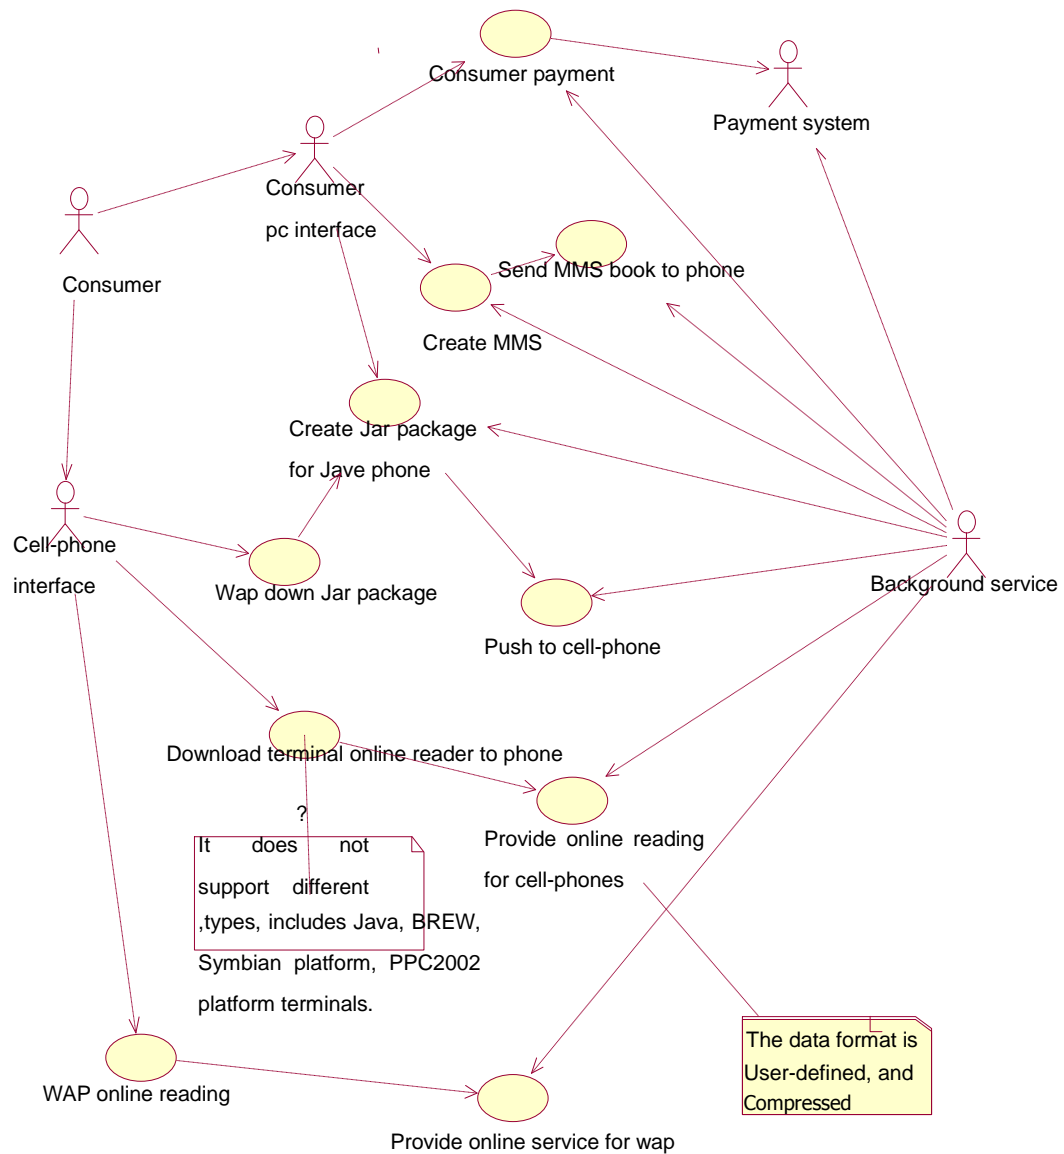 Consumer payment
Payment system
Consumer
pc interface
Consumer
Send MMS book to phone
Create MMS
Create Jar package
for Jave phone
Cell-phone
interface
Wap down Jar package
Background service
Push to cell-phone
Download terminal online reader to phone
?
It does not
support different
,types, includes Java, BREW,
Symbian platform, PPC2002
platform terminals.
Provide online reading
for cell-phones
The data format is
User-defined, and
Compressed
WAP online reading
Provide online service for wap